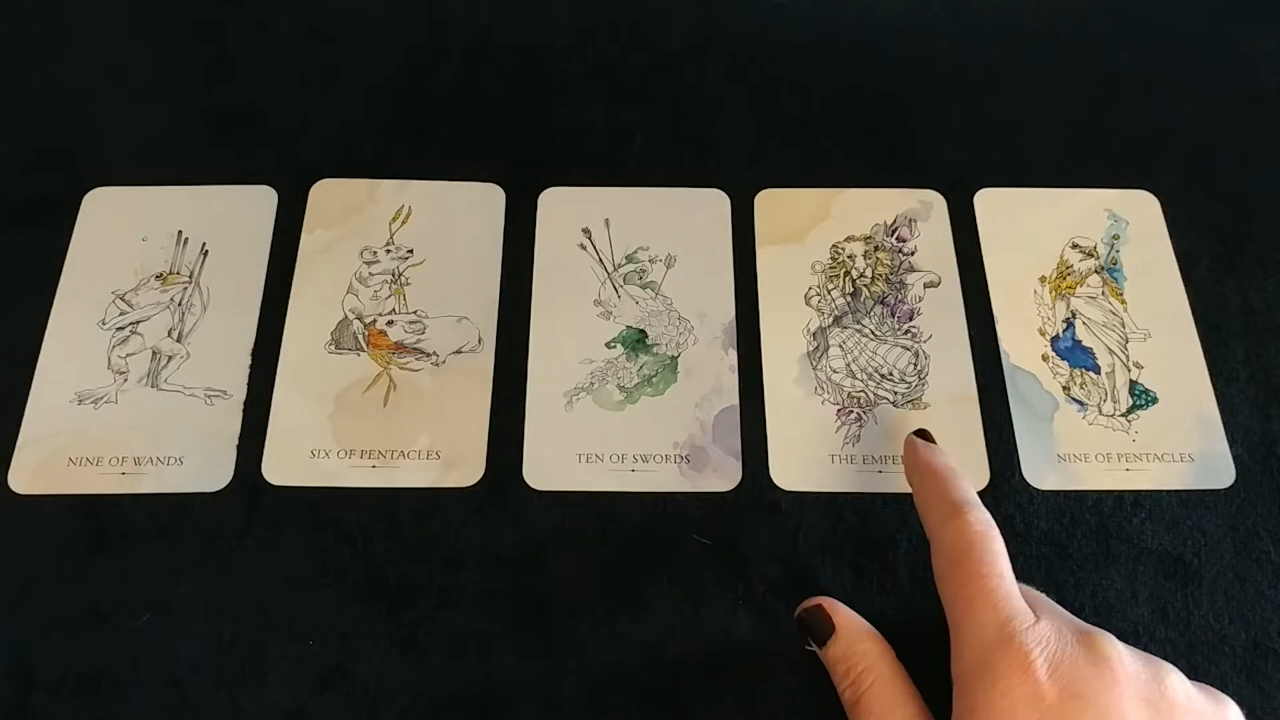 NINE OF WANDS
SIX OF PENTACLES
TEN OF SWORDS
THE EMPE
NINE OF PENTACLES